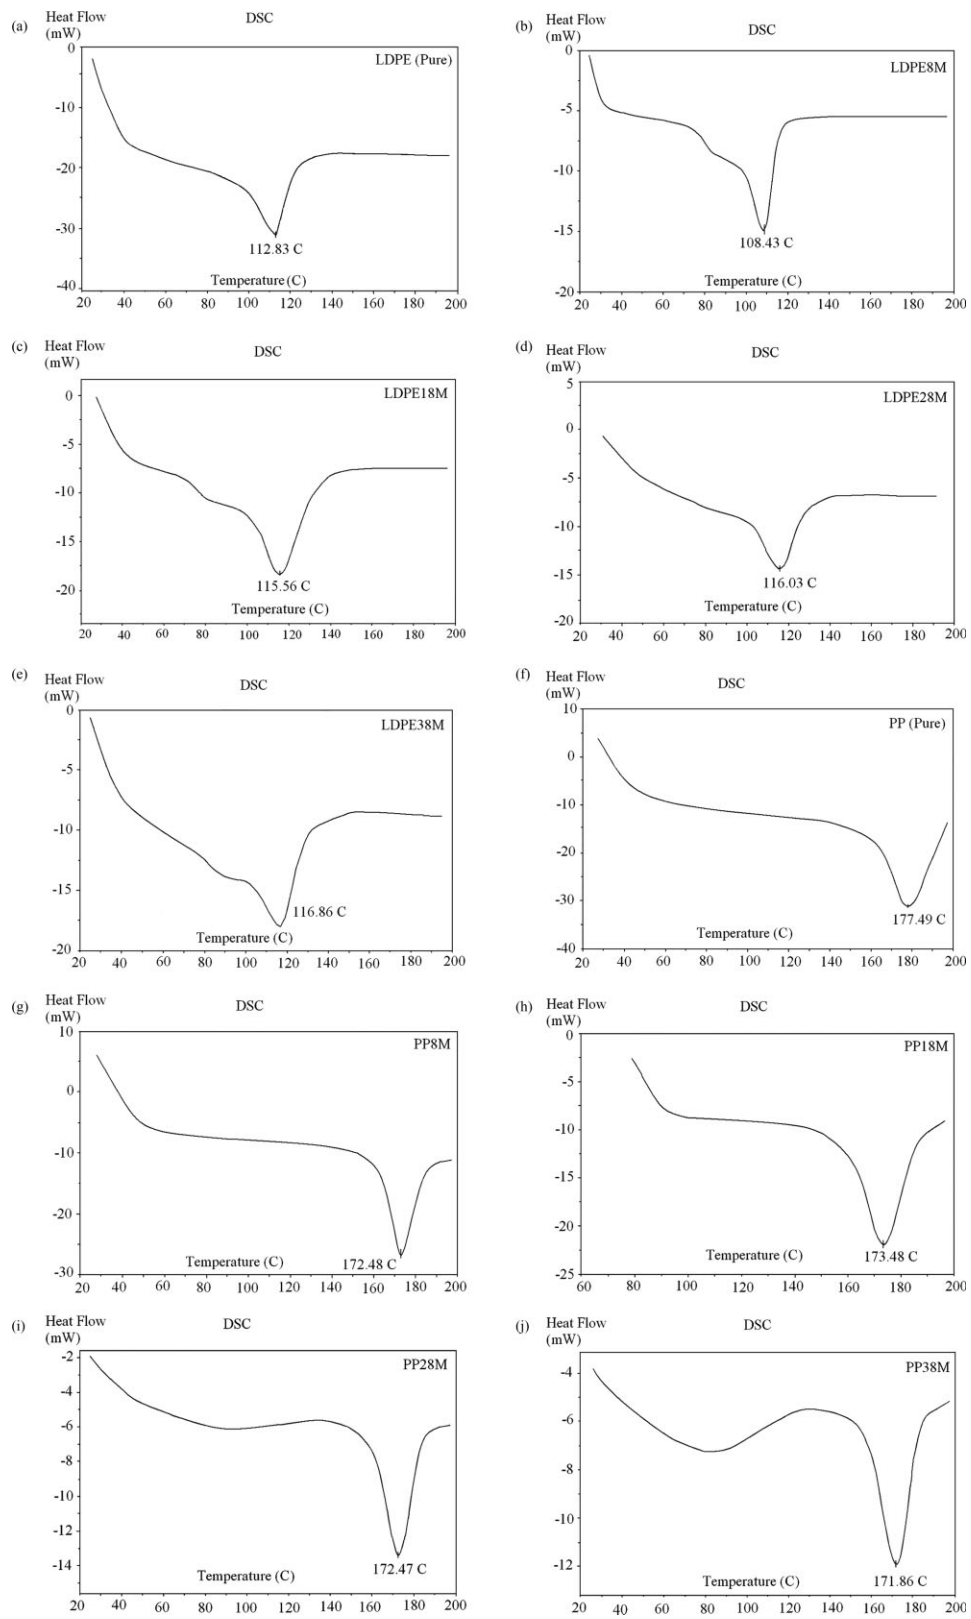 (a) Heat Flow
(mW)
DSC
LDPE (Pure)
0
-10
-20
-30
-40
112.83 C
Temperature (C)
20 40 60 80 100 120 140 160 180 200
(b) Heat Flow
(mW)
DSC
LDPE8M
0
-5
-10
-15
-20
108.43 C
Temperature (C)
20 40 60 80 100 120 140 160 180 200
(c) Heat Flow
(mW)
DSC
LDPE18M
0
-5
-10
-15
-20
115.56 C
Temperature (C)
20 40 60 80 100 120 140 160 180 200
(d) Heat Flow
(mW)
DSC
LDPE28M
5
0
-5
-10
-15
-20
116.03 C
Temperature (C)
20 40 60 80 100 120 140 160 180 200
(e) Heat Flow
(mW)
DSC
LDPE38M
0
-5
-10
-15
-20
116.86 C
Temperature (C)
20 40 60 80 100 120 140 160 180 200
(f) Heat Flow
(mW)
DSC
PP (Pure)
10
0
-10
-20
-30
-40
177.49 C
Temperature (C)
20 40 60 80 100 120 140 160 180 200
(g) Heat Flow
(mW)
DSC
PP8M
10
0
-10
-20
-30
172.48 C
Temperature (C)
20 40 60 80 100 120 140 160 180 200
(h) Heat Flow
(mW)
DSC
PP18M
0
-5
-10
-15
-20
-25
173.48 C
Temperature (C)
60 80 100 120 140 160 180 200
(i) Heat Flow
(mW)
DSC
PP28M
-2
-4
-6
-8
-10
-12
-14
172.47 C
Temperature (C)
20 40 60 80 100 120 140 160 180 200
(j) Heat Flow
(mW)
DSC
PP38M
-4
-6
-8
-10
-12
171.86 C
Temperature (C)
20 40 60 80 100 120 140 160 180 200